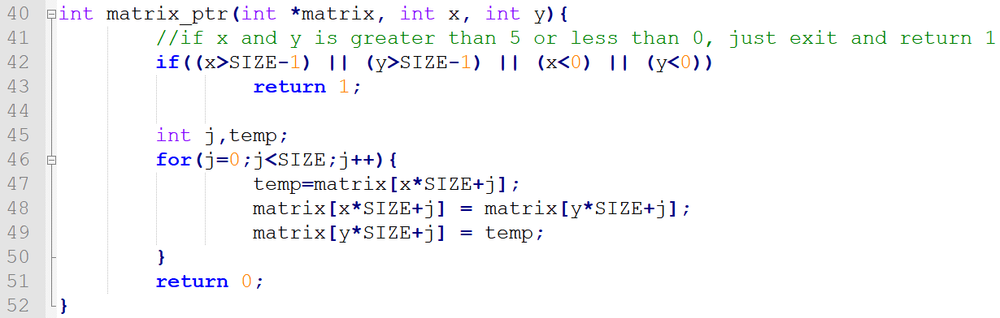 40 int matrix_ptr(int *matrix, int x, int y){
41 //if x and y is greater than 5 or less than 0, just exit and return 1
42 if((x>SIZE-1) || (y>SIZE-1) || (x<0) || (y<0))
43 return 1;
44
45 int j,temp;
46 for(j=0;j<SIZE;j++){
47 temp=matrix[x*SIZE+j];
48 matrix[x*SIZE+j] = matrix[y*SIZE+j];
49 matrix[y*SIZE+j] = temp;
50 }
51 return 0;
52 }